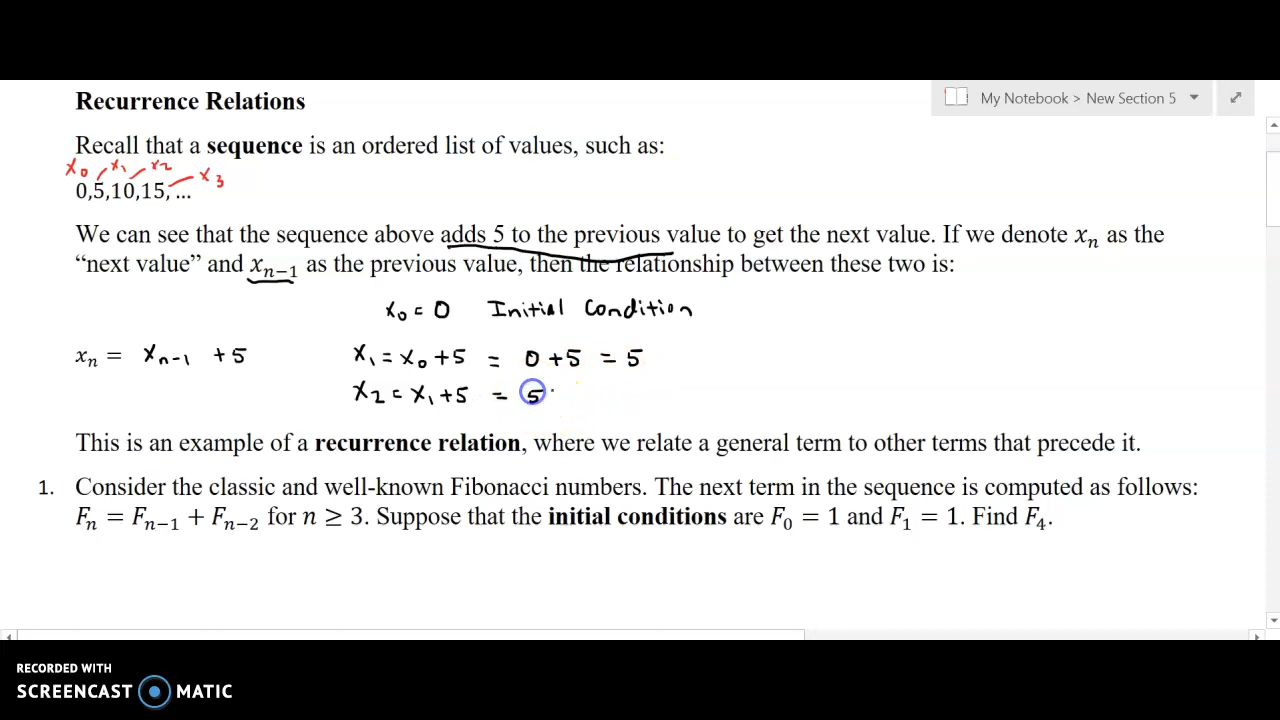 Recurrence Relations
My Notebook > New Section 5
Recall that a sequence is an ordered list of values, such as:
x₀ x₁ x₂ x₃
0,5,10,15, ...
We can see that the sequence above adds 5 to the previous value to get the next value. If we denote xₙ as the
“next value” and xₙ₋₁ as the previous value, then the relationship between these two is:
x₀ = 0 Initial Condition
xₙ = xₙ₋₁ + 5 x₁ = x₀ + 5 = 0 + 5 = 5
x₂ = x₁ + 5 = 5
This is an example of a recurrence relation, where we relate a general term to other terms that precede it.
1. Consider the classic and well-known Fibonacci numbers. The next term in the sequence is computed as follows:
Fₙ = Fₙ₋₁ + Fₙ₋₂ for n ≥ 3. Suppose that the initial conditions are F₀ = 1 and F₁ = 1. Find F₄.
RECORDED WITH
SCREENCAST MATIC